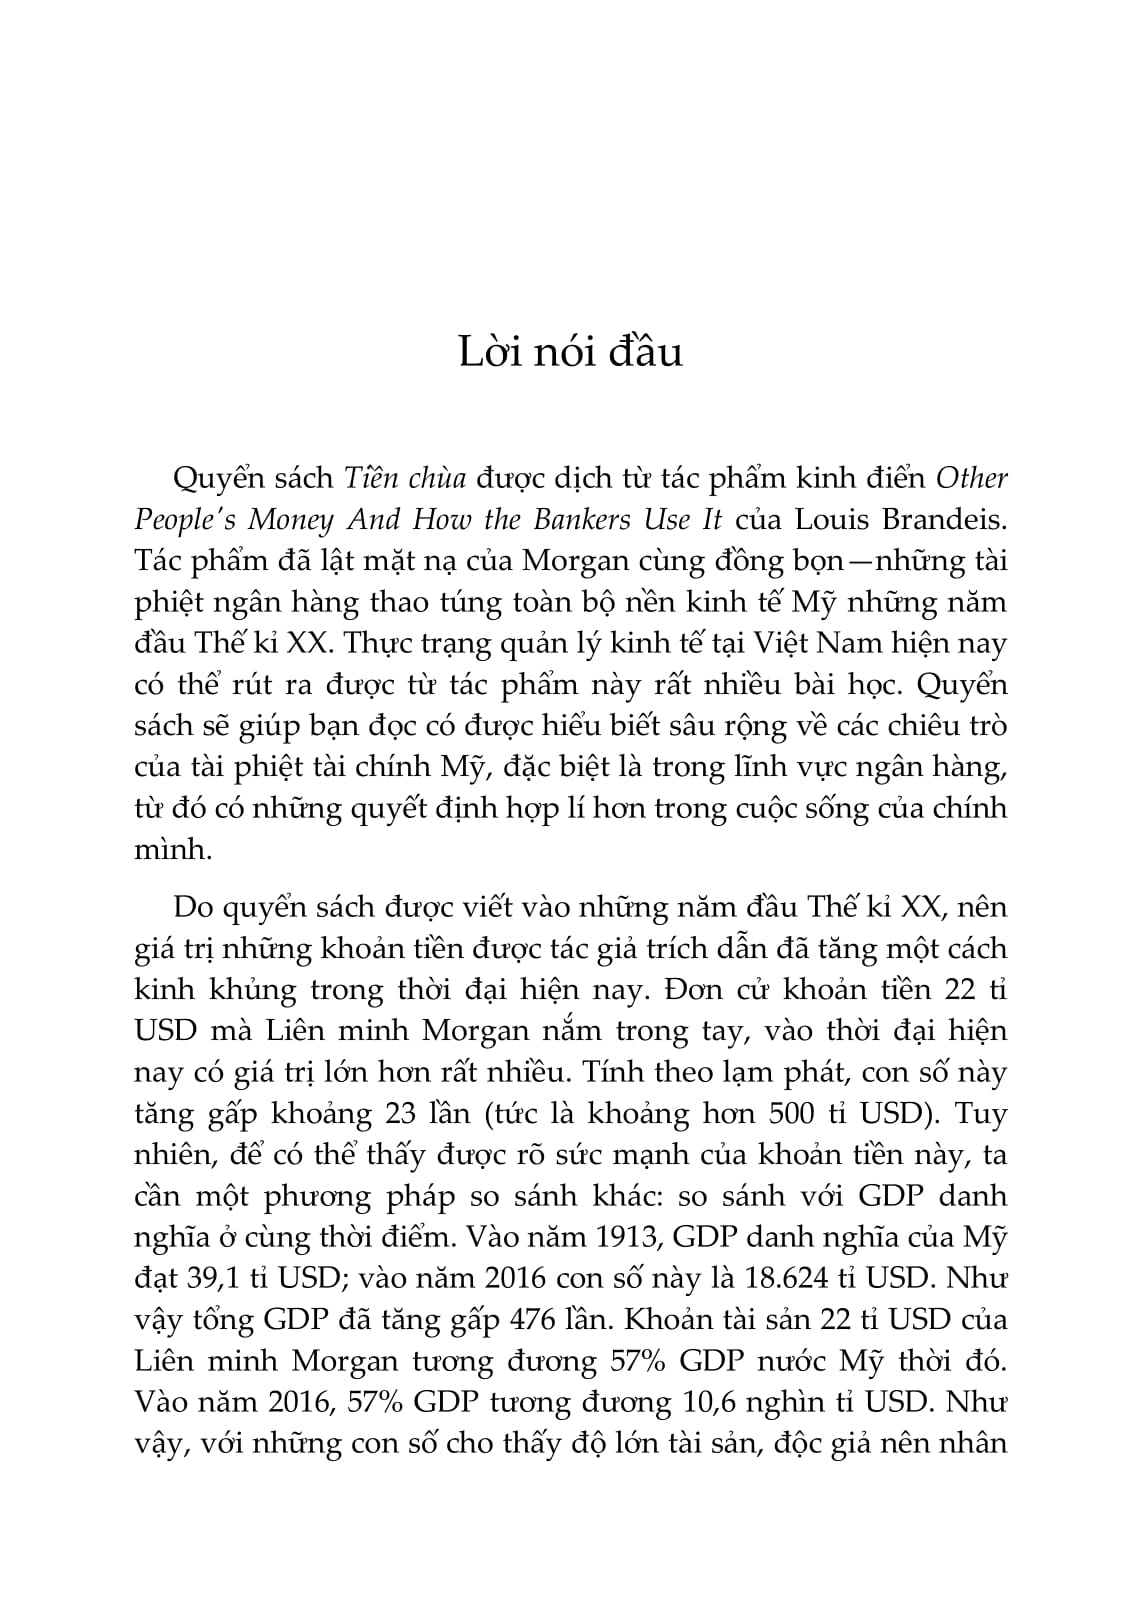 Lời nói đầu
Quyển sách Tiền chùa được dịch từ tác phẩm kinh điển Other
People's Money And How the Bankers Use It của Louis Brandeis.
Tác phẩm đã lật mặt nạ của Morgan cùng đồng bọn—những tài
phiệt ngân hàng thao túng toàn bộ nền kinh tế Mỹ những năm
đầu Thế kỉ XX. Thực trạng quản lý kinh tế tại Việt Nam hiện nay
có thể rút ra được từ tác phẩm này rất nhiều bài học. Quyển
sách sẽ giúp bạn đọc có được hiểu biết sâu rộng về các chiêu trò
của tài phiệt tài chính Mỹ, đặc biệt là trong lĩnh vực ngân hàng,
từ đó có những quyết định hợp lí hơn trong cuộc sống của chính
mình.
Do quyển sách được viết vào những năm đầu Thế kỉ XX, nên
giá trị những khoản tiền được tác giả trích dẫn đã tăng một cách
kinh khủng trong thời đại hiện nay. Đơn cử khoản tiền 22 tỉ
USD mà Liên minh Morgan nắm trong tay, vào thời đại hiện
nay có giá trị lớn hơn rất nhiều. Tính theo lạm phát, con số này
tăng gấp khoảng 23 lần (tức là khoảng hơn 500 tỉ USD). Tuy
nhiên, để có thể thấy được rõ sức mạnh của khoản tiền này, ta
cần một phương pháp so sánh khác: so sánh với GDP danh
nghĩa ở cùng thời điểm. Vào năm 1913, GDP danh nghĩa của Mỹ
đạt 39,1 tỉ USD; vào năm 2016 con số này là 18.624 tỉ USD. Như
vậy tổng GDP đã tăng gấp 476 lần. Khoản tài sản 22 tỉ USD của
Liên minh Morgan tương đương 57% GDP nước Mỹ thời đó.
Vào năm 2016, 57% GDP tương đương 10,6 nghìn tỉ USD. Như
vậy, với những con số cho thấy độ lớn tài sản, độc giả nên nhân